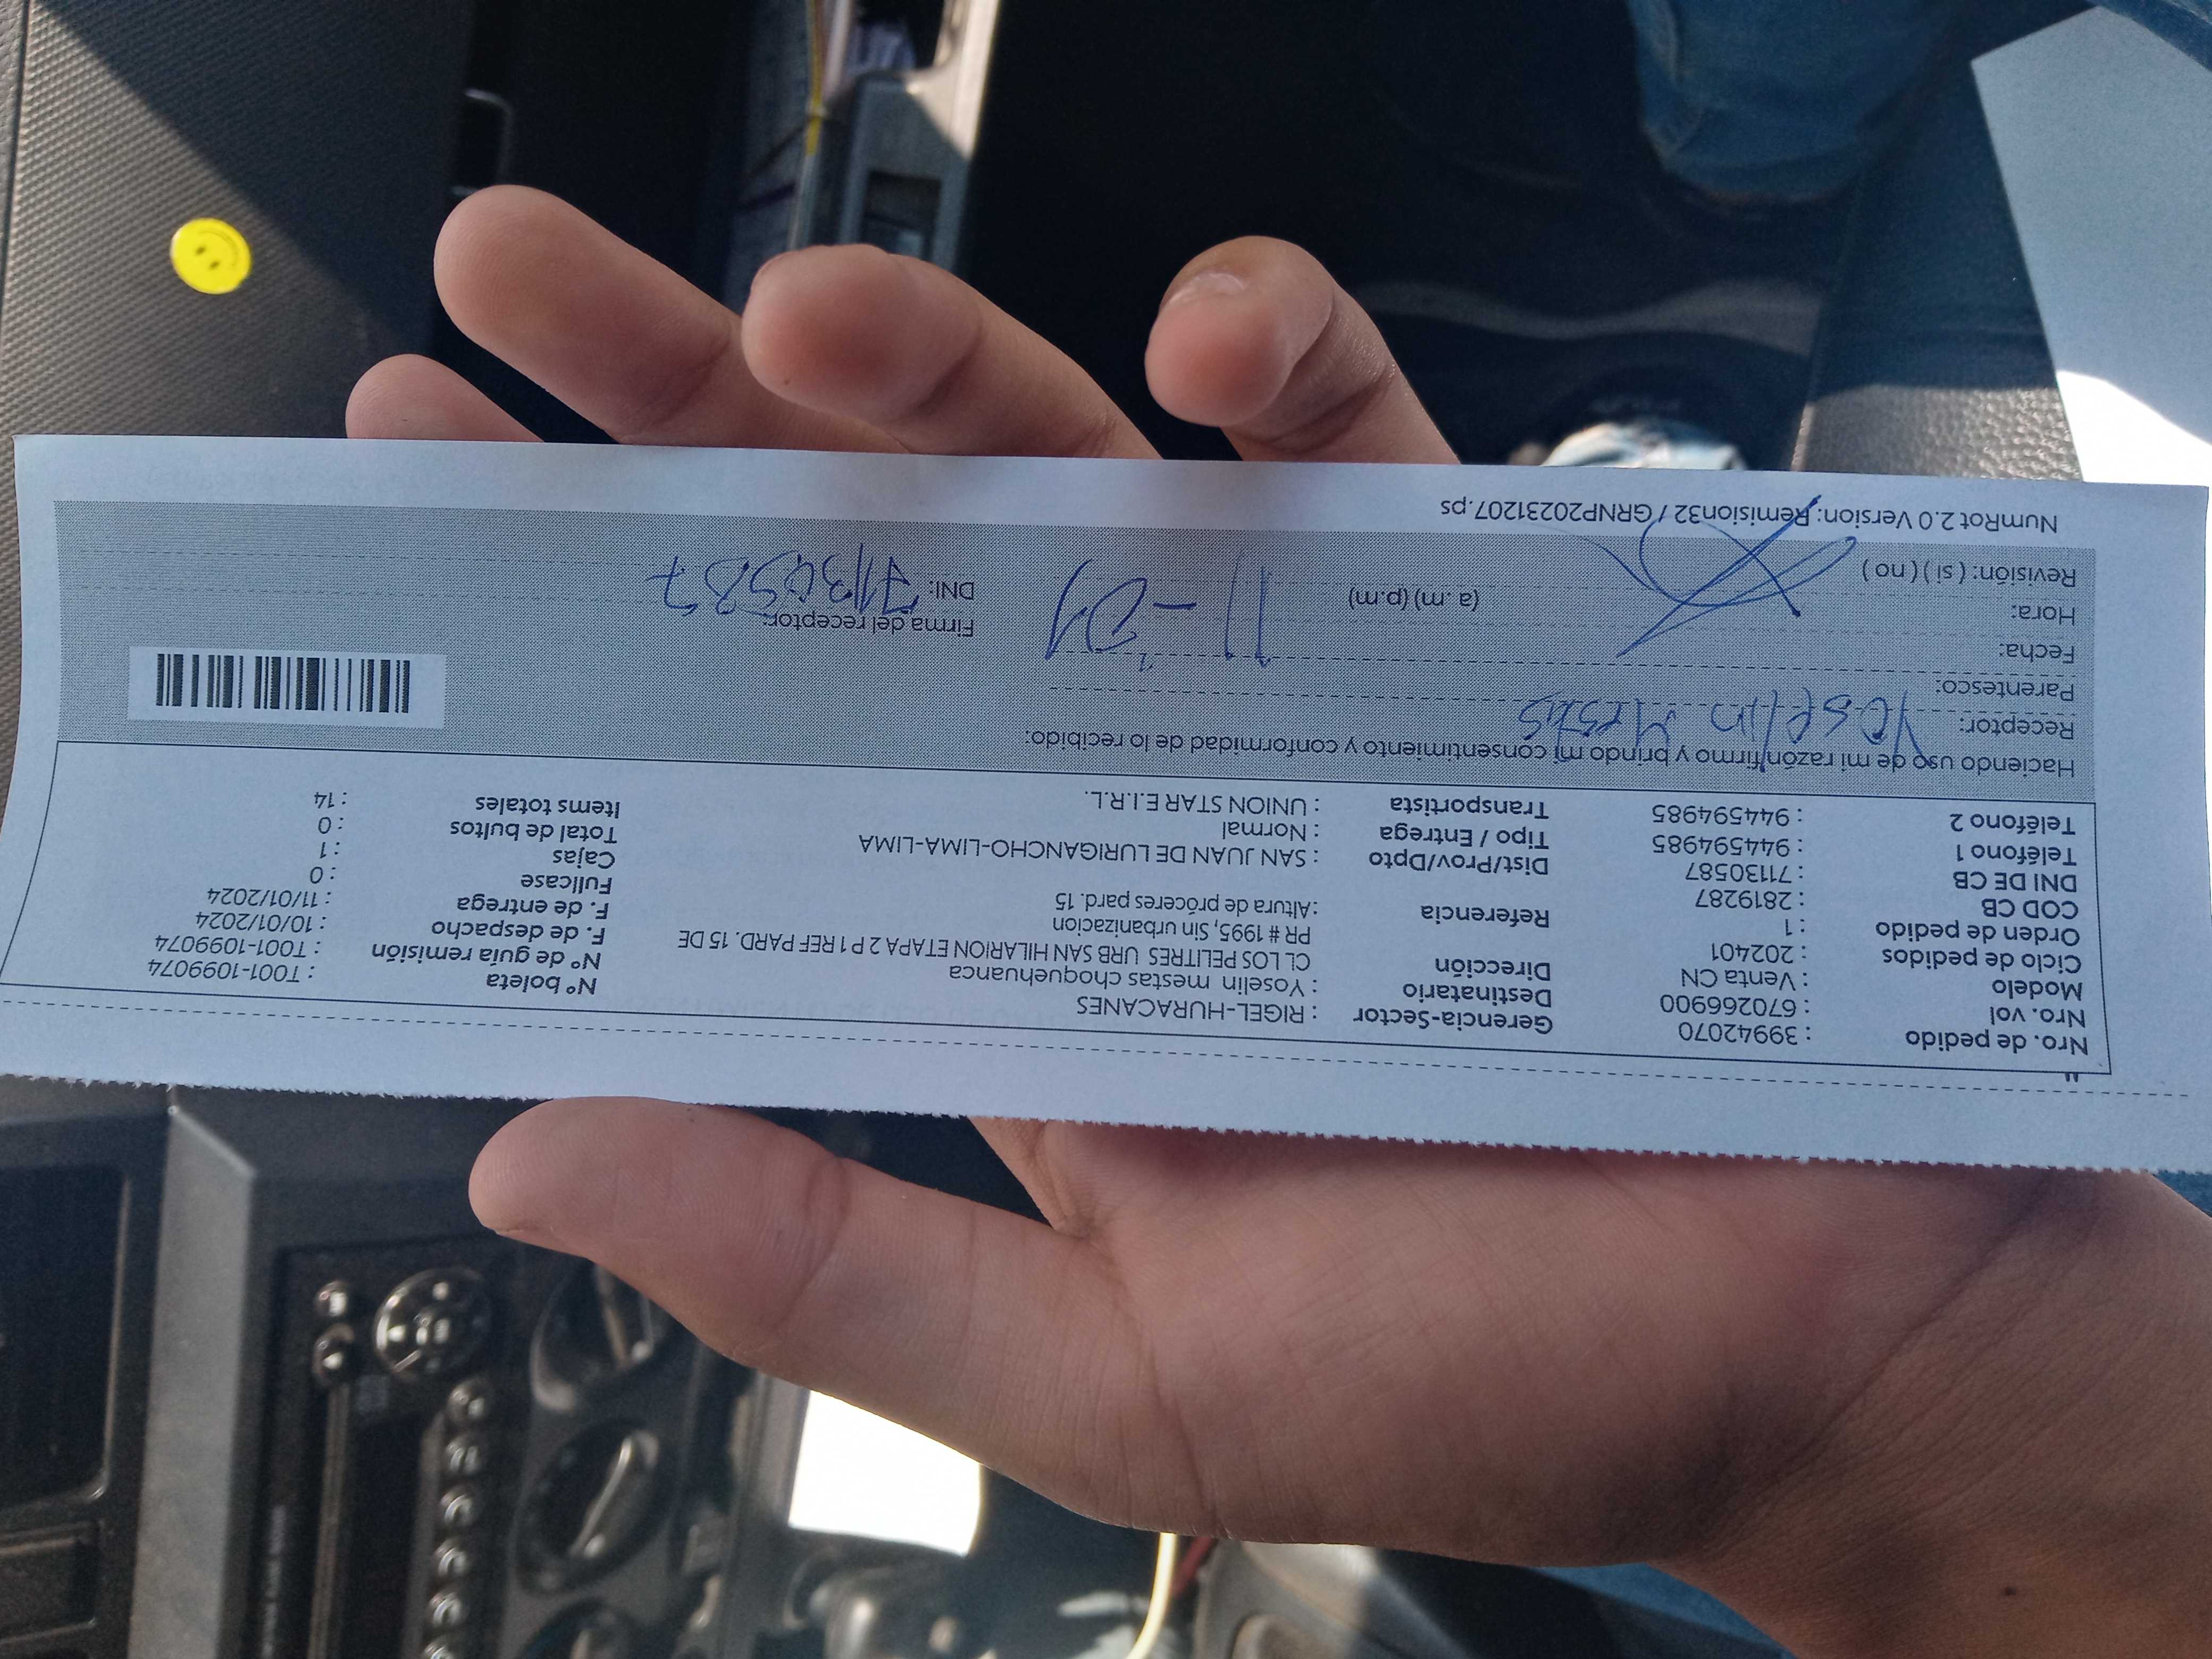 Nro. de pedido : 39942070 Gerencia-Sector : RIGEL-HURACANES Nº boleta : T001-1099074
Nro. vol : 670266900 Destinatario : Yoselin mestas choquehuanca Nº de guía remisión : T001-1099074
Modelo : Venta CN Dirección CL LOS PELITRES URB SAN HILARION ETAPA 2 P 1 REF PARD. 15 DE F. de despacho : 10/01/2024
Ciclo de pedidos : 202401 PR # 1995, Sin urbanizacion F. de entrega : 11/01/2024
Orden de pedido : 1 Referencia :Altura de próceres pard. 15 Fullcase : 0
COD CB : 2819287 Cajas : 1
DNI DE CB : 71130587 Dist/Prov/Dpto : SAN JUAN DE LURIGANCHO-LIMA-LIMA Total de bultos : 0
Teléfono 1 : 944594985 Tipo / Entrega : Normal Items totales : 14
Teléfono 2 : 944594985 Transportista : UNION STAR E.I.R.L.
Haciendo uso de mi razón/firmo y brindo mi consentimiento y conformidad de lo recibido:
Receptor: Yoselin Mestas
Parentesco:
Fecha:
Hora: (a. m) (p.m) 11-01 Firma del receptor:
Revisión: ( si ) ( no ) DNI: 71130587
NumRot 2.0 Version: Remision32 / GRNP20231207.ps